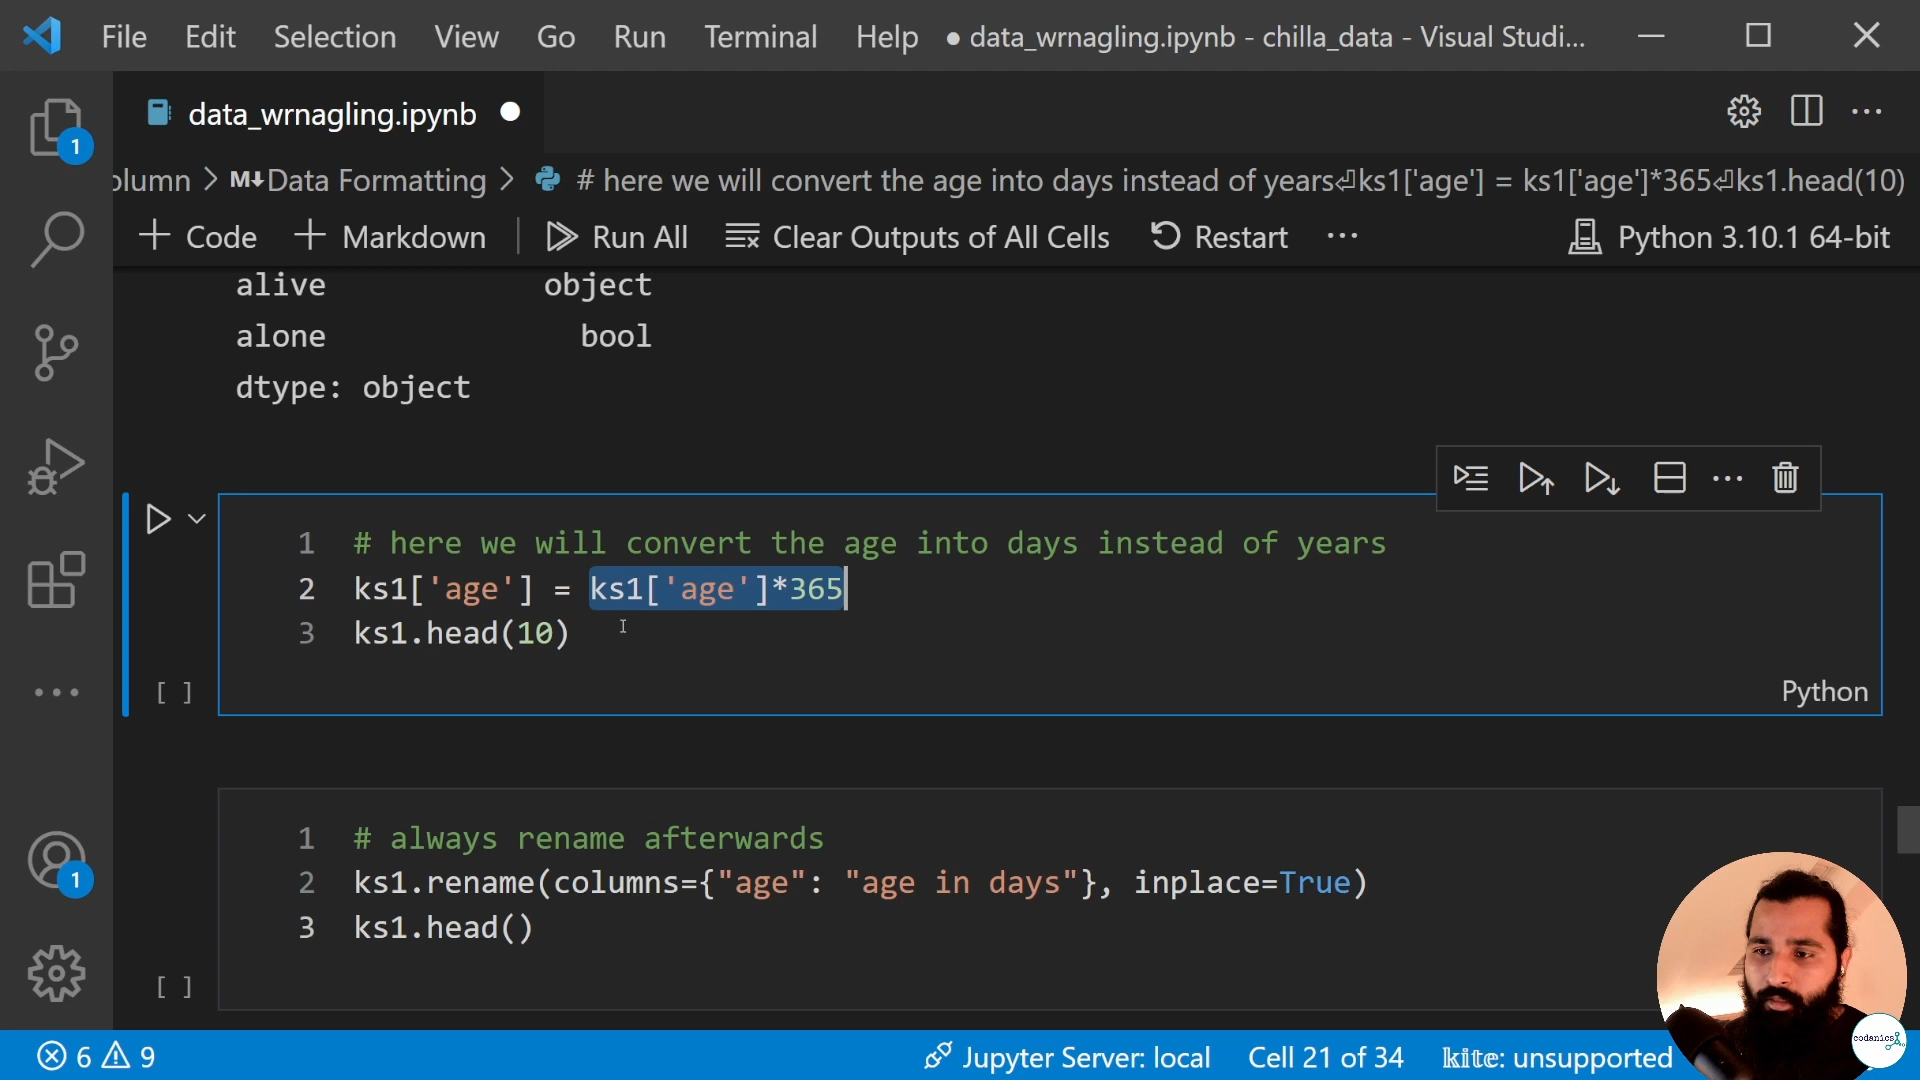 File Edit Selection View Go Run Terminal Help ● data_wrnagling.ipynb - chilla_data - Visual Studi...
data_wrnagling.ipynb
1
olumn > M↓Data Formatting > # here we will convert the age into days instead of years⏎ks1['age'] = ks1['age']*365⏎ks1.head(10)
+ Code + Markdown Run All Clear Outputs of All Cells Restart ... Python 3.10.1 64-bit
alive object
alone bool
dtype: object
1 # here we will convert the age into days instead of years
2 ks1['age'] = ks1['age']*365
3 ks1.head(10)
[ ] Python
1 # always rename afterwards
2 ks1.rename(columns={"age": "age in days"}, inplace=True)
3 ks1.head()
[ ]
1
codanics
6 9 Jupyter Server: local Cell 21 of 34 kite: unsupported